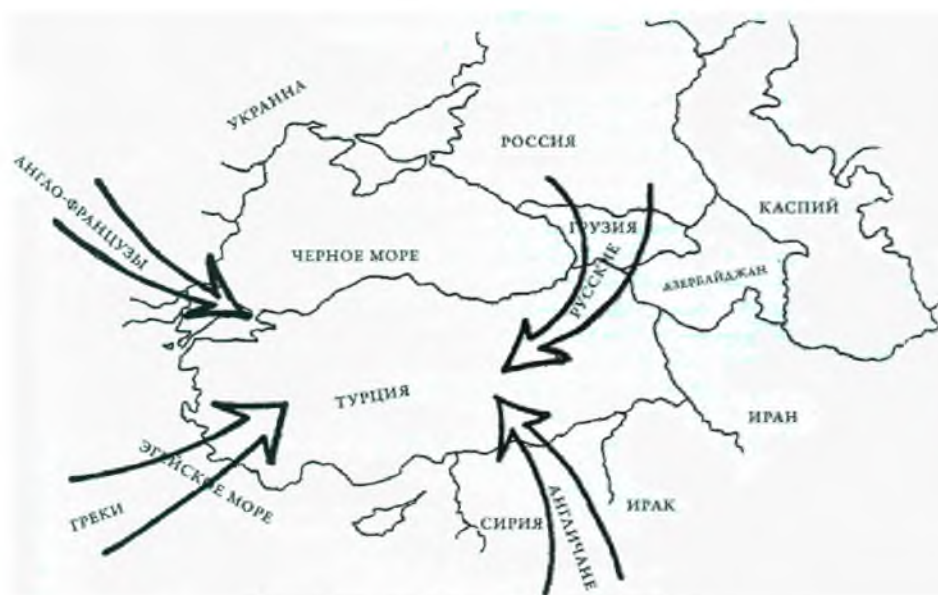 УКРАИНА
РОССИЯ
АНГЛО-ФРАНЦУЗЫ
КАСПИЙ
ГРУЗИЯ
ЧЕРНОЕ МОРЕ
РУССКИЕ
АЗЕРБАЙДЖАН
ТУРЦИЯ
ИРАН
ЭГЕЙСКОЕ МОРЕ
ГРЕКИ
СИРИЯ
АНГЛИЧАНЕ
ИРАК